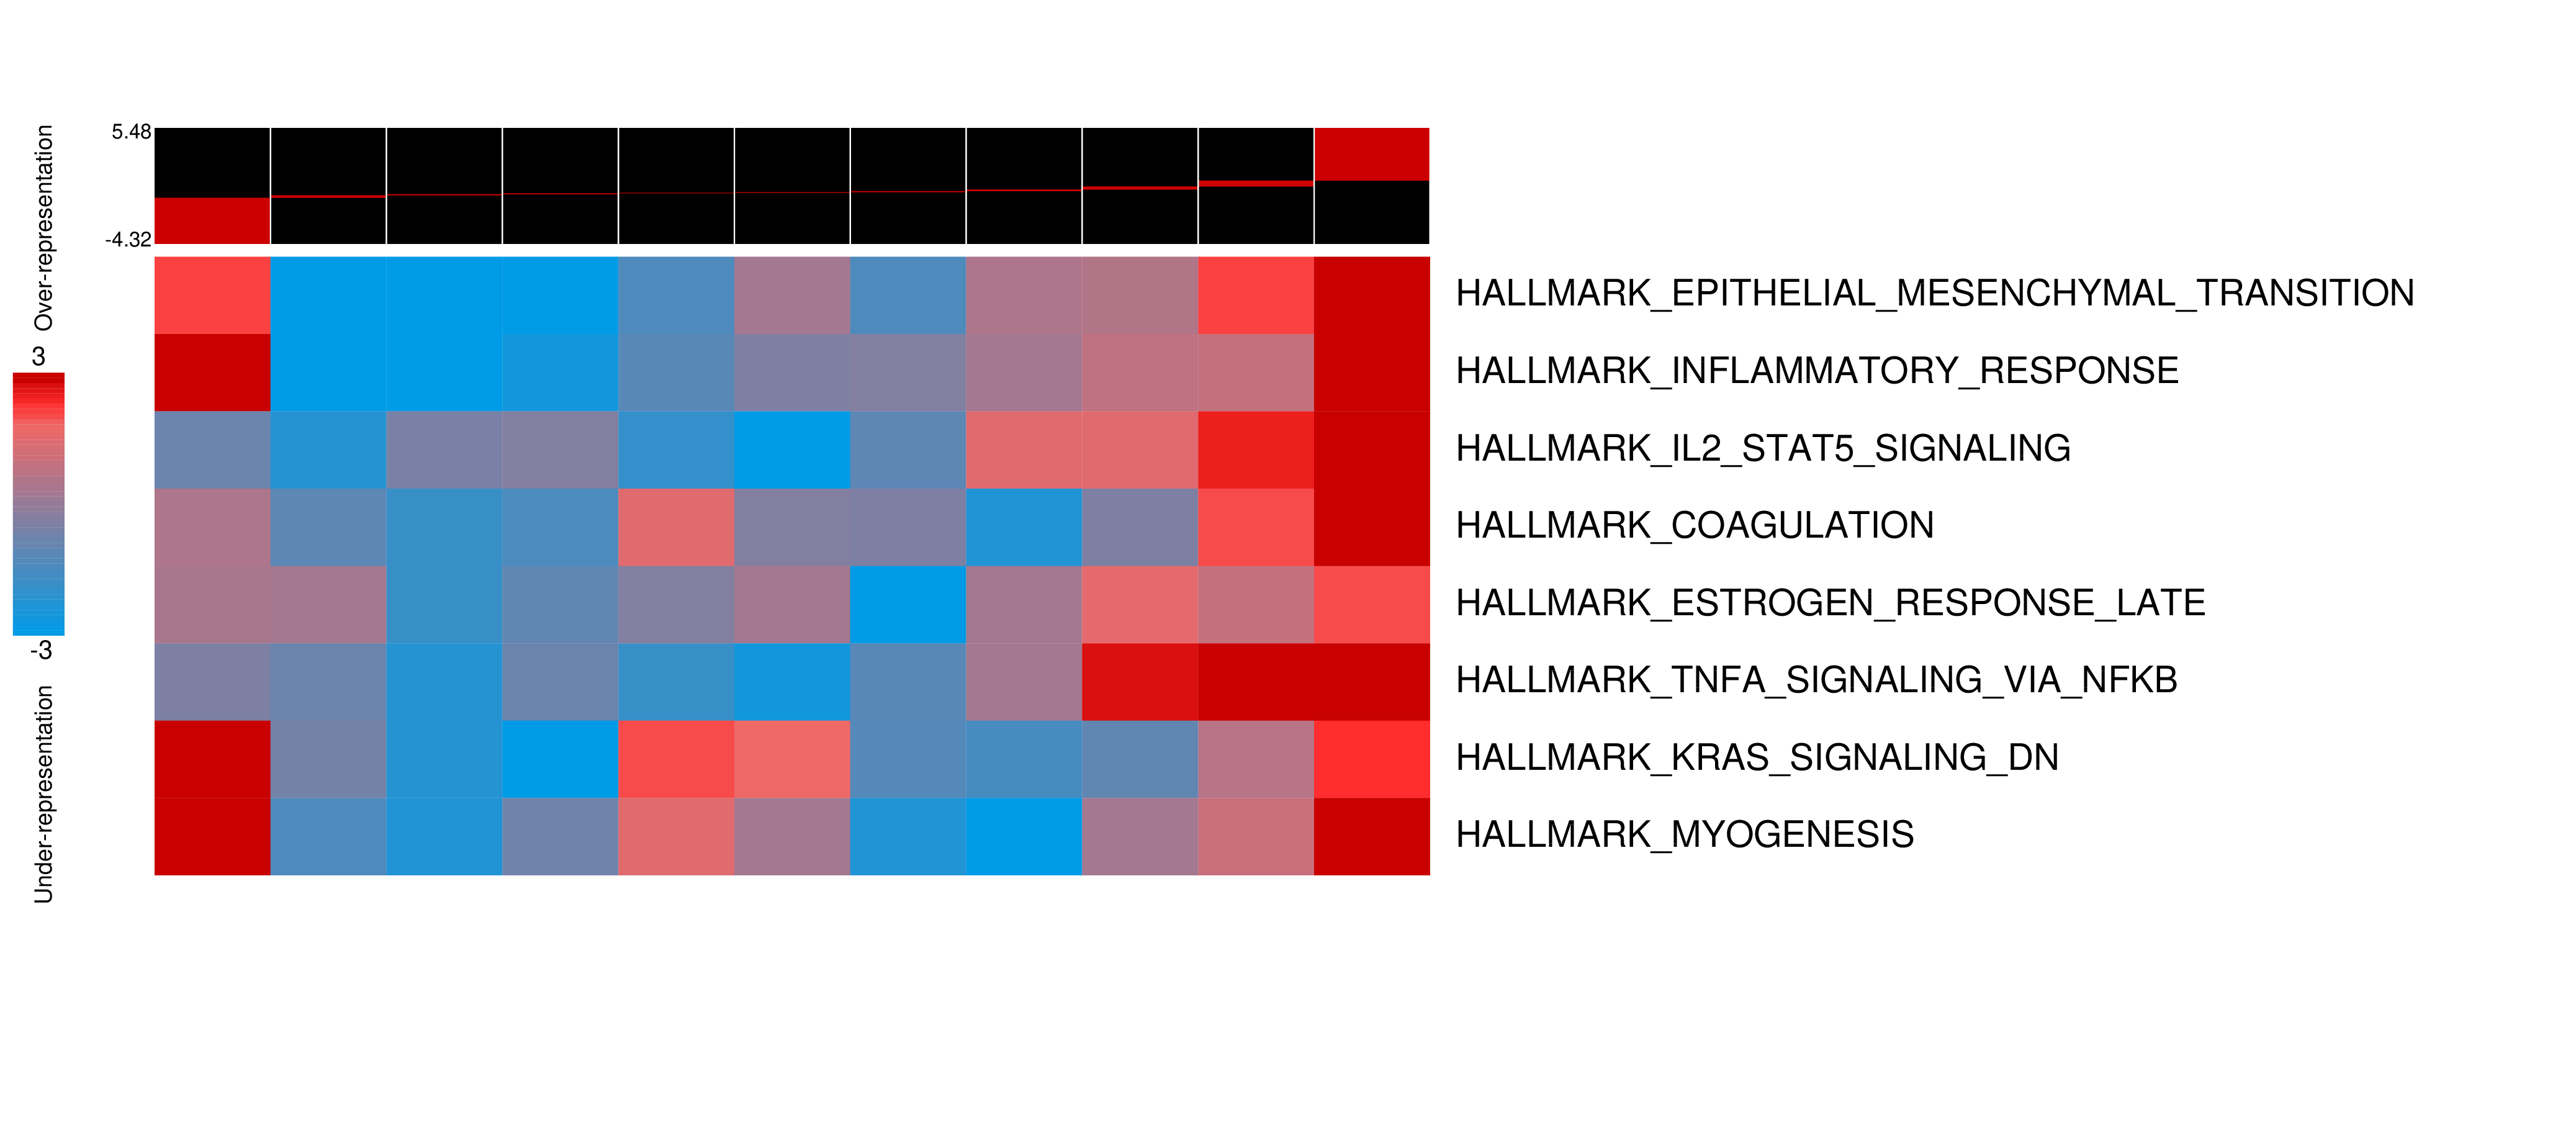 Over-representation
3
-3
Under-representation
5.48
-4.32
HALLMARK_EPITHELIAL_MESENCHYMAL_TRANSITION
HALLMARK_INFLAMMATORY_RESPONSE
HALLMARK_IL2_STAT5_SIGNALING
HALLMARK_COAGULATION
HALLMARK_ESTROGEN_RESPONSE_LATE
HALLMARK_TNFA_SIGNALING_VIA_NFKB
HALLMARK_KRAS_SIGNALING_DN
HALLMARK_MYOGENESIS